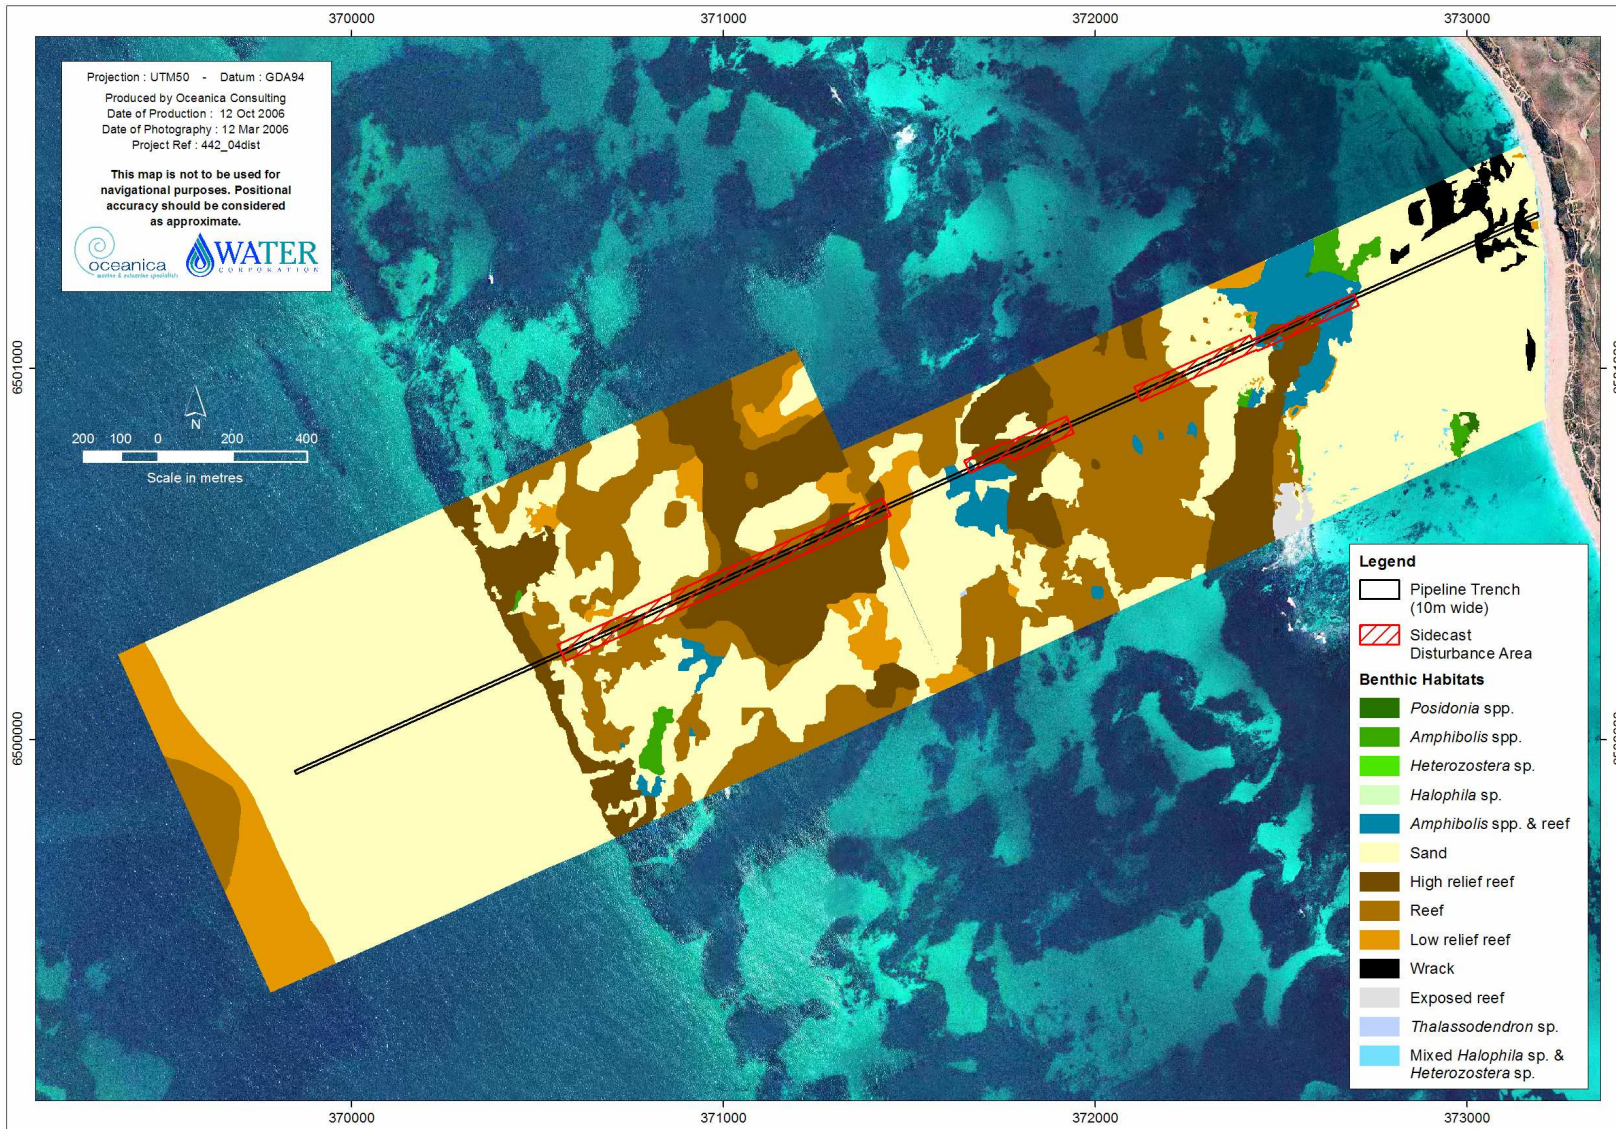 370000
371000
372000
373000
Projection : UTM50 - Datum : GDA94
Produced by Oceanica Consulting
Date of Production : 12 Oct 2006
Date of Photography : 12 Mar 2006
Project Ref : 442_04dist
This map is not to be used for
navigational purposes. Positional
accuracy should be considered
as approximate.
oceanica
marine & estuarine specialists
WATER
CORPORATION
6501000
N
200 100 0 200 400
Scale in metres
6500000
Legend
Pipeline Trench
(10m wide)
Sidecast
Disturbance Area
Benthic Habitats
Posidonia spp.
Amphibolis spp.
Heterozostera sp.
Halophila sp.
Amphibolis spp. & reef
Sand
High relief reef
Reef
Low relief reef
Wrack
Exposed reef
Thalassodendron sp.
Mixed Halophila sp. &
Heterozostera sp.
370000
371000
372000
373000